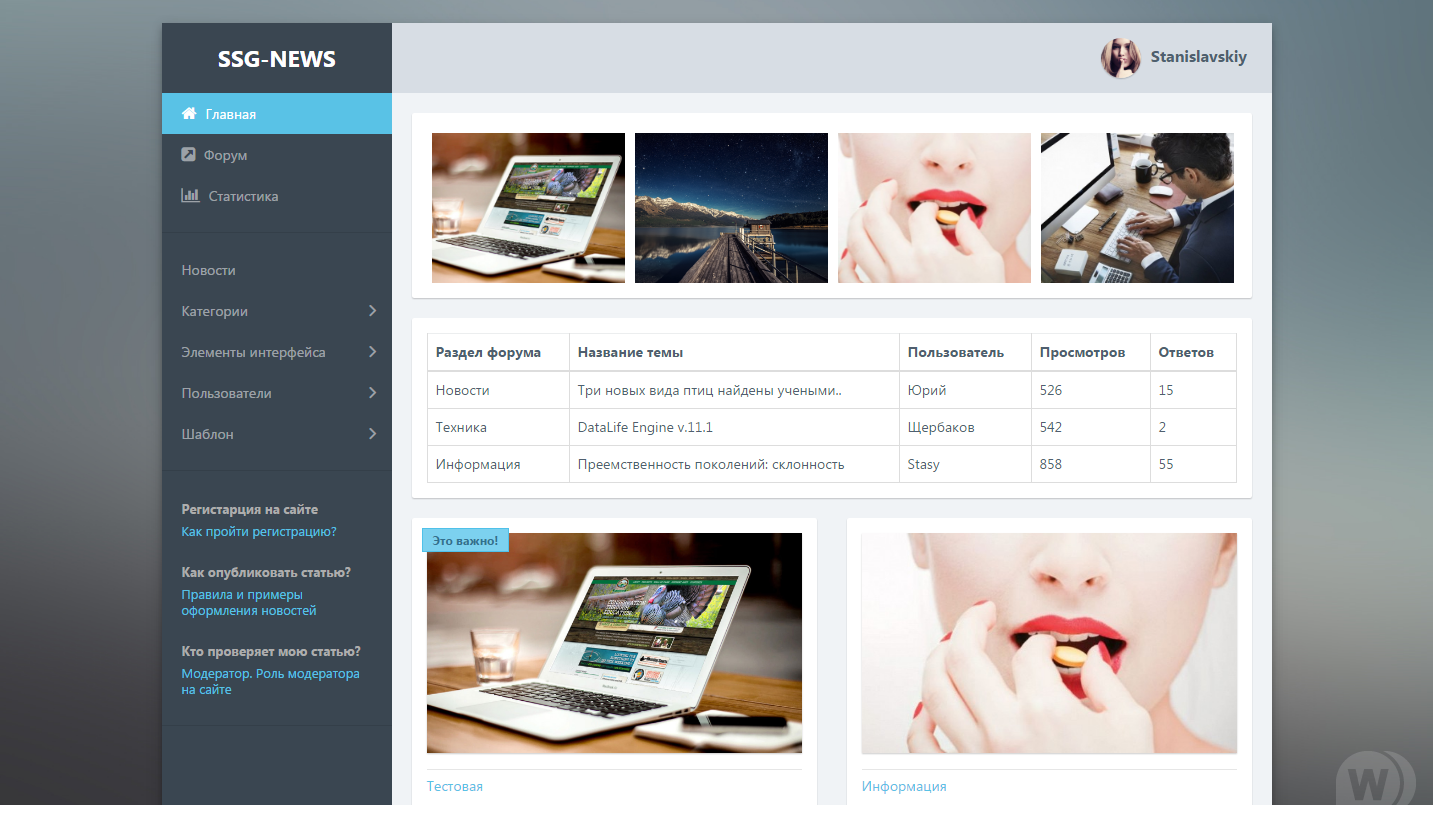 SSG-NEWS
Stanislavskiy
Главная
Форум
Статистика
Новости
Категории
Элементы интерфейса
Пользователи
Шаблон
Регистарция на сайте
Как пройти регистрацию?
Как опубликовать статью?
Правила и примеры
оформления новостей
Кто проверяет мою статью?
Модератор. Роль модератора
на сайте
Раздел форума Название темы Пользователь Просмотров Ответов
Новости Три новых вида птиц найдены учеными.. Юрий 526 15
Техника DataLife Engine v.11.1 Щербаков 542 2
Информация Преемственность поколений: склонность Stasy 858 55
Это важно!
Тестовая
Информация
W